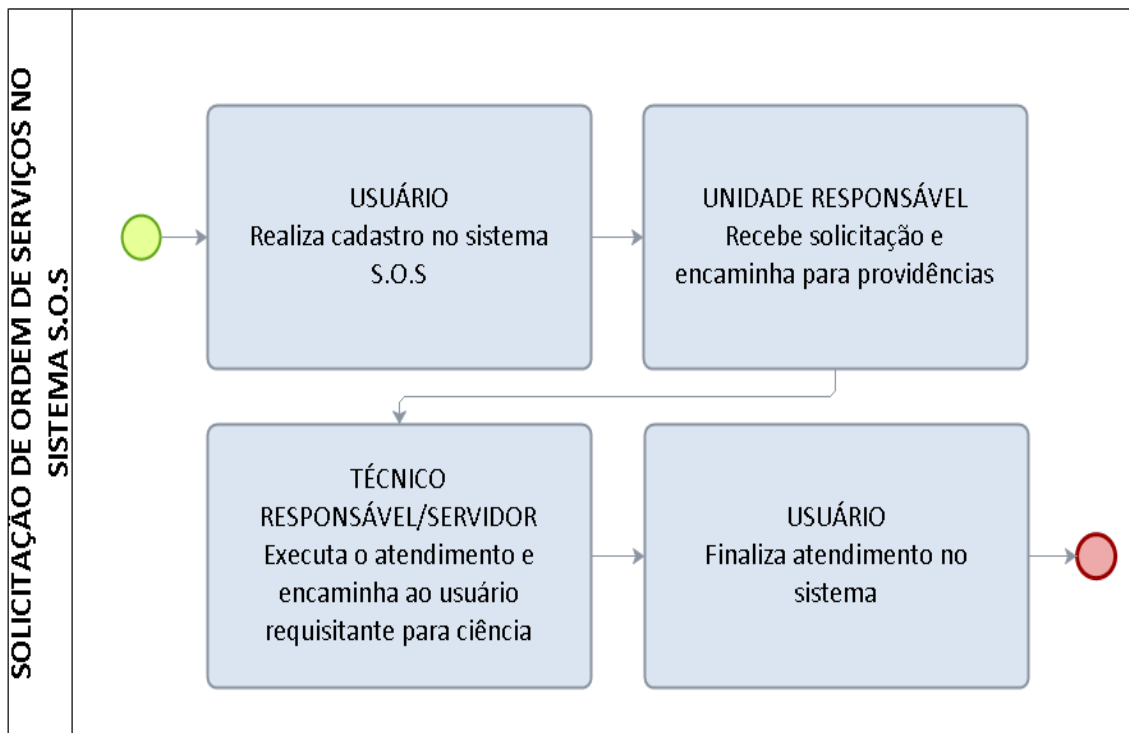 SOLICITAÇÃO DE ORDEM DE SERVIÇOS NO
SISTEMA S.O.S
USUÁRIO
Realiza cadastro no sistema
S.O.S
UNIDADE RESPONSÁVEL
Recebe solicitação e
encaminha para providências
TÉCNICO
RESPONSÁVEL/SERVIDOR
Executa o atendimento e
encaminha ao usuário
requisitante para ciência
USUÁRIO
Finaliza atendimento no
sistema